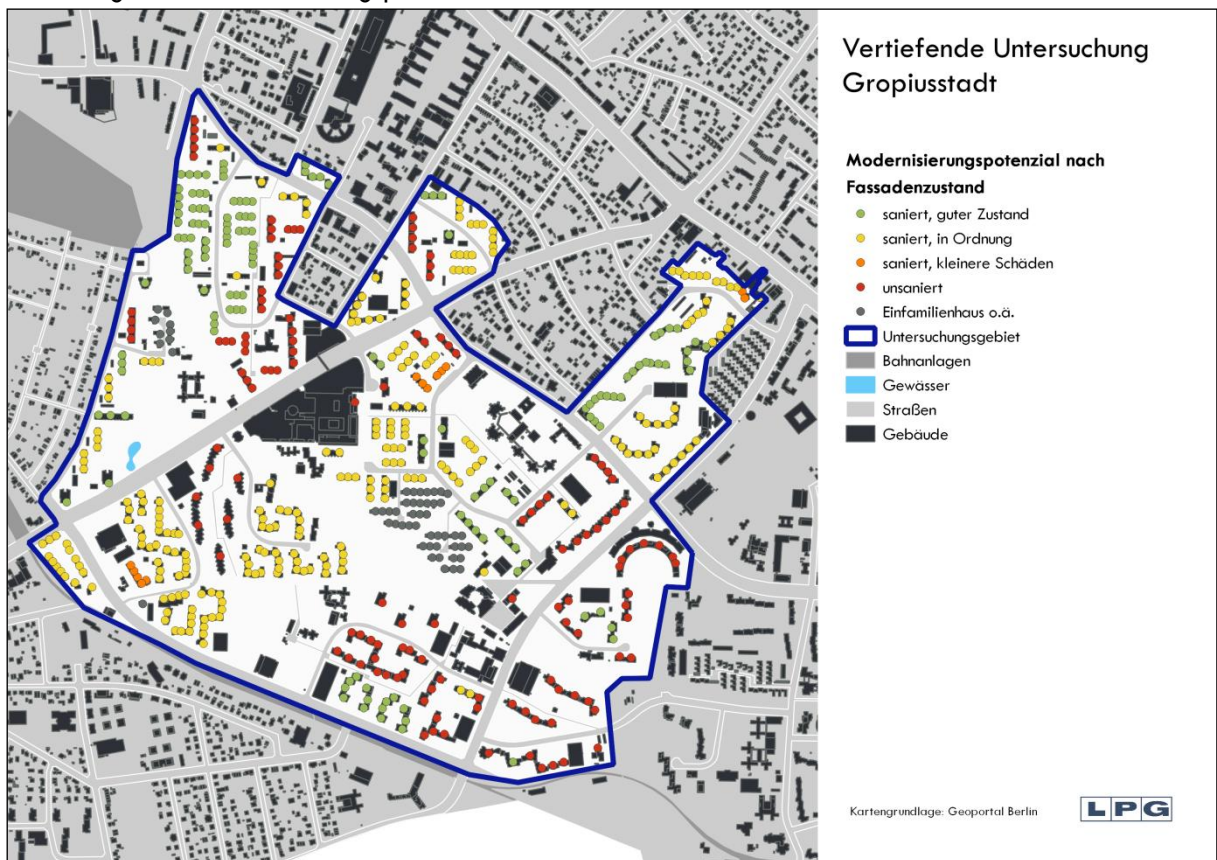 Vertiefende Untersuchung
Gropiusstadt
Modernisierungspotenzial nach
Fassadenzustand
saniert, guter Zustand
saniert, in Ordnung
saniert, kleinere Schäden
unsaniert
Einfamilienhaus o.ä.
Untersuchungsgebiet
Bahnanlagen
Gewässer
Straßen
Gebäude
Kartengrundlage: Geoportal Berlin
LPG